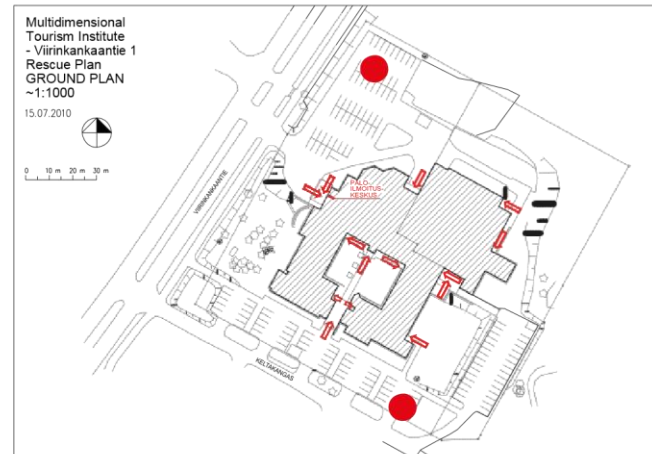 Multidimensional
Tourism Institute
- Viirinkankaantie 1
Rescue Plan
GROUND PLAN
~1:1000
15.07.2010
0 10 m 20 m 30 m
VIIRINKAANTIE
PALO-
ILMOITUS-
KESKUS
KELTAKANGAS